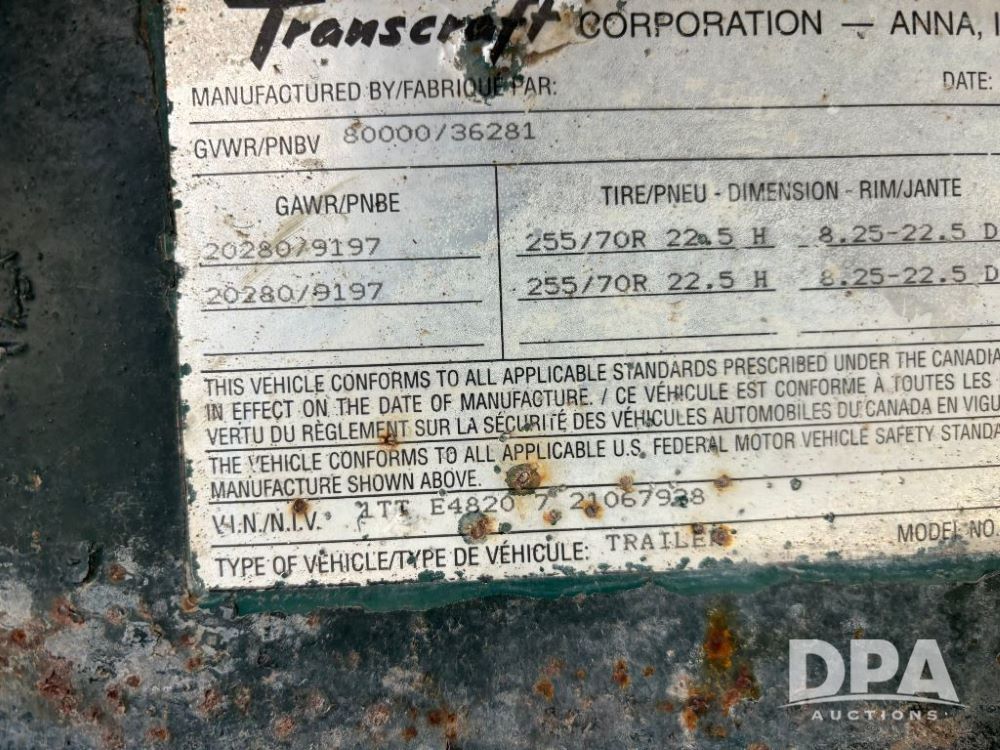 Transcraft CORPORATION — ANNA,
MANUFACTURED BY/FABRIQUÉ PAR: DATE:
GVWR/PNBV 80000/36281
GAWR/PNBE TIRE/PNEU - DIMENSION - RIM/JANTE
20280/9197 255/70R 22.5 H 8.25-22.5 D
20280/9197 255/70R 22.5 H 8.25-22.5 D
THIS VEHICLE CONFORMS TO ALL APPLICABLE STANDARDS PRESCRIBED UNDER THE CANADIA
IN EFFECT ON THE DATE OF MANUFACTURE. / CE VÉHICULE EST CONFORME À TOUTES LES
VERTU DU RÈGLEMENT SUR LA SÉCURITÉ DES VÉHICULES AUTOMOBILES DU CANADA EN VIGU
THE VEHICLE CONFORMS TO ALL APPLICABLE U.S. FEDERAL MOTOR VEHICLE SAFETY STANDA
MANUFACTURE SHOWN ABOVE.
V.I.N./N.I.V. 1TT E4820 7 21067938
TYPE OF VEHICLE/TYPE DE VÉHICULE: TRAILER MODEL NO.
DPA
AUCTIONS